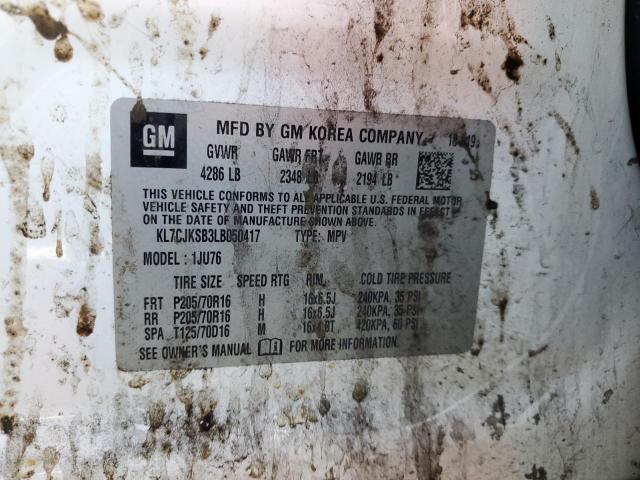 GM
MFD BY GM KOREA COMPANY
GVWR GAWR FRT GAWR RR
4286 LB 2348 LB 2194 LB
THIS VEHICLE CONFORMS TO ALL APPLICABLE U.S. FEDERAL MOTOR
VEHICLE SAFETY AND THEFT PREVENTION STANDARDS IN EFFECT
ON THE DATE OF MANUFACTURE SHOWN ABOVE.
KL7CJKSB3LB050417 TYPE: MPV
MODEL : 1JU76
TIRE SIZE SPEED RTG RIM COLD TIRE PRESSURE
FRT P205/70R16 H 16x6.5J 240KPA, 35 PSI
RR P205/70R16 H 16x6.5J 240KPA, 35 PSI
SPA T125/70D16 M 16x4 BT 420KPA, 60 PSI
SEE OWNER'S MANUAL FOR MORE INFORMATION.